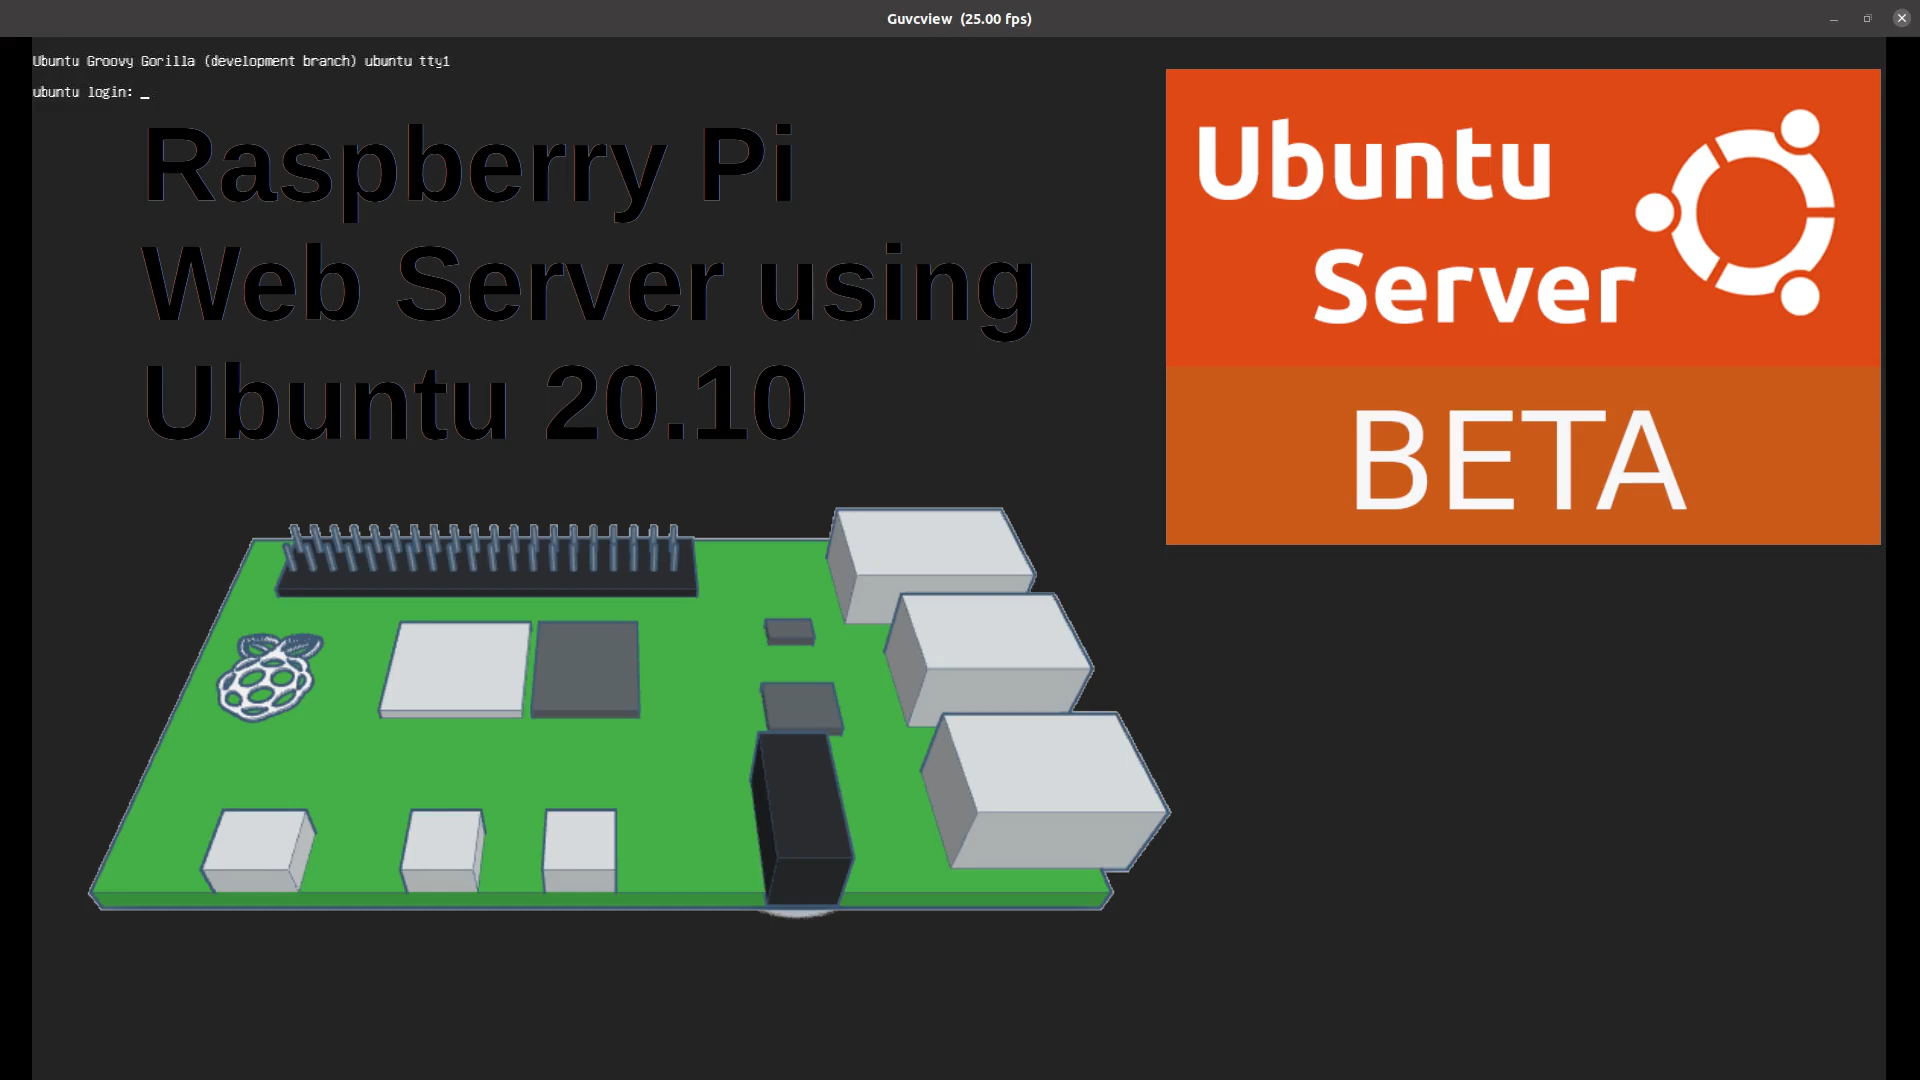 Guvcview (25.00 fps)
Ubuntu Groovy Gorilla (development branch) ubuntu tty1
ubuntu login: _
Raspberry Pi
Web Server using
Ubuntu 20.10
Ubuntu
Server
BETA